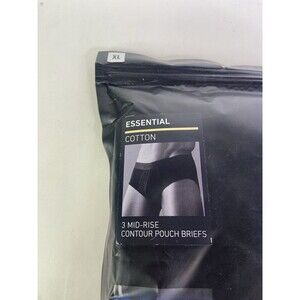 XL
ESSENTIAL
COTTON
3 MID-RISE
CONTOUR POUCH BRIEFS